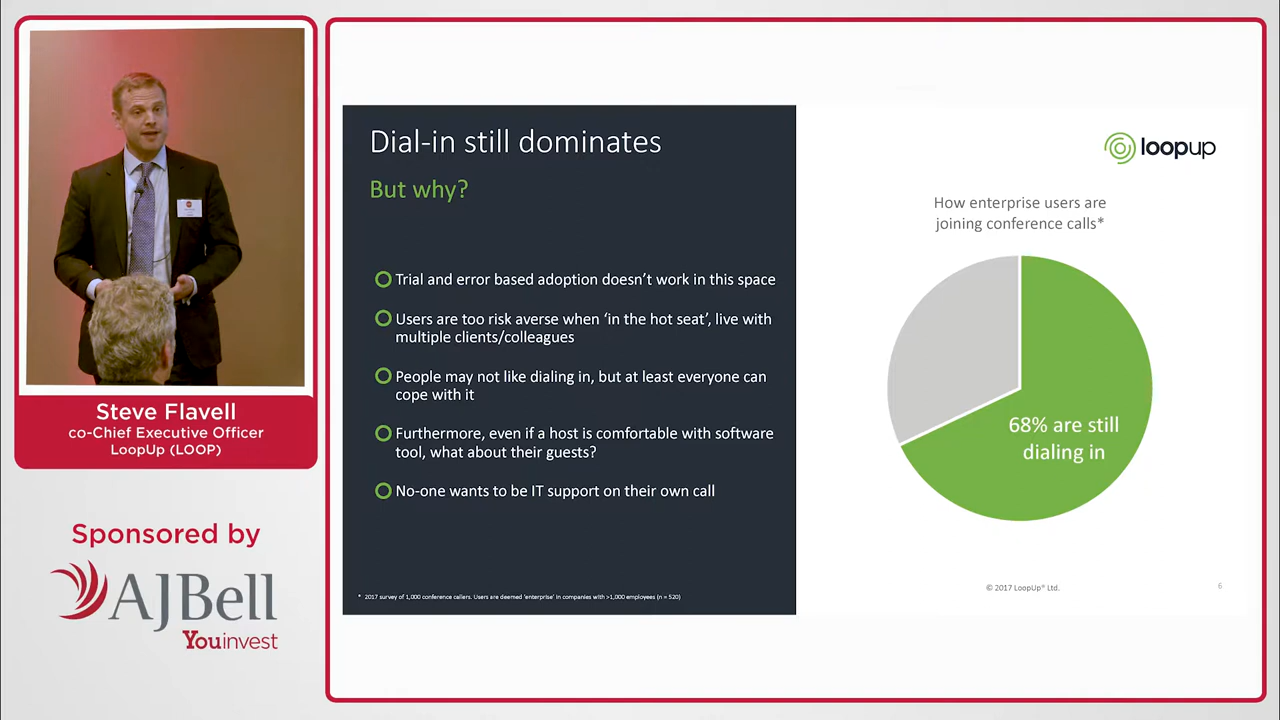 Steve Flavell
co-Chief Executive Officer
LoopUp (LOOP)
Sponsored by
AJBell
Youinvest
Dial-in still dominates
But why?
Trial and error based adoption doesn't work in this space
Users are too risk averse when ‘in the hot seat’, live with
multiple clients/colleagues
People may not like dialing in, but at least everyone can
cope with it
Furthermore, even if a host is comfortable with software
tool, what about their guests?
No-one wants to be IT support on their own call
* 2017 survey of 1,000 conference callers. Users are deemed ‘enterprise’ in companies with >1,000 employees (n = 520)
loopup
How enterprise users are
joining conference calls*
68% are still
dialing in
© 2017 LoopUp® Ltd.
6